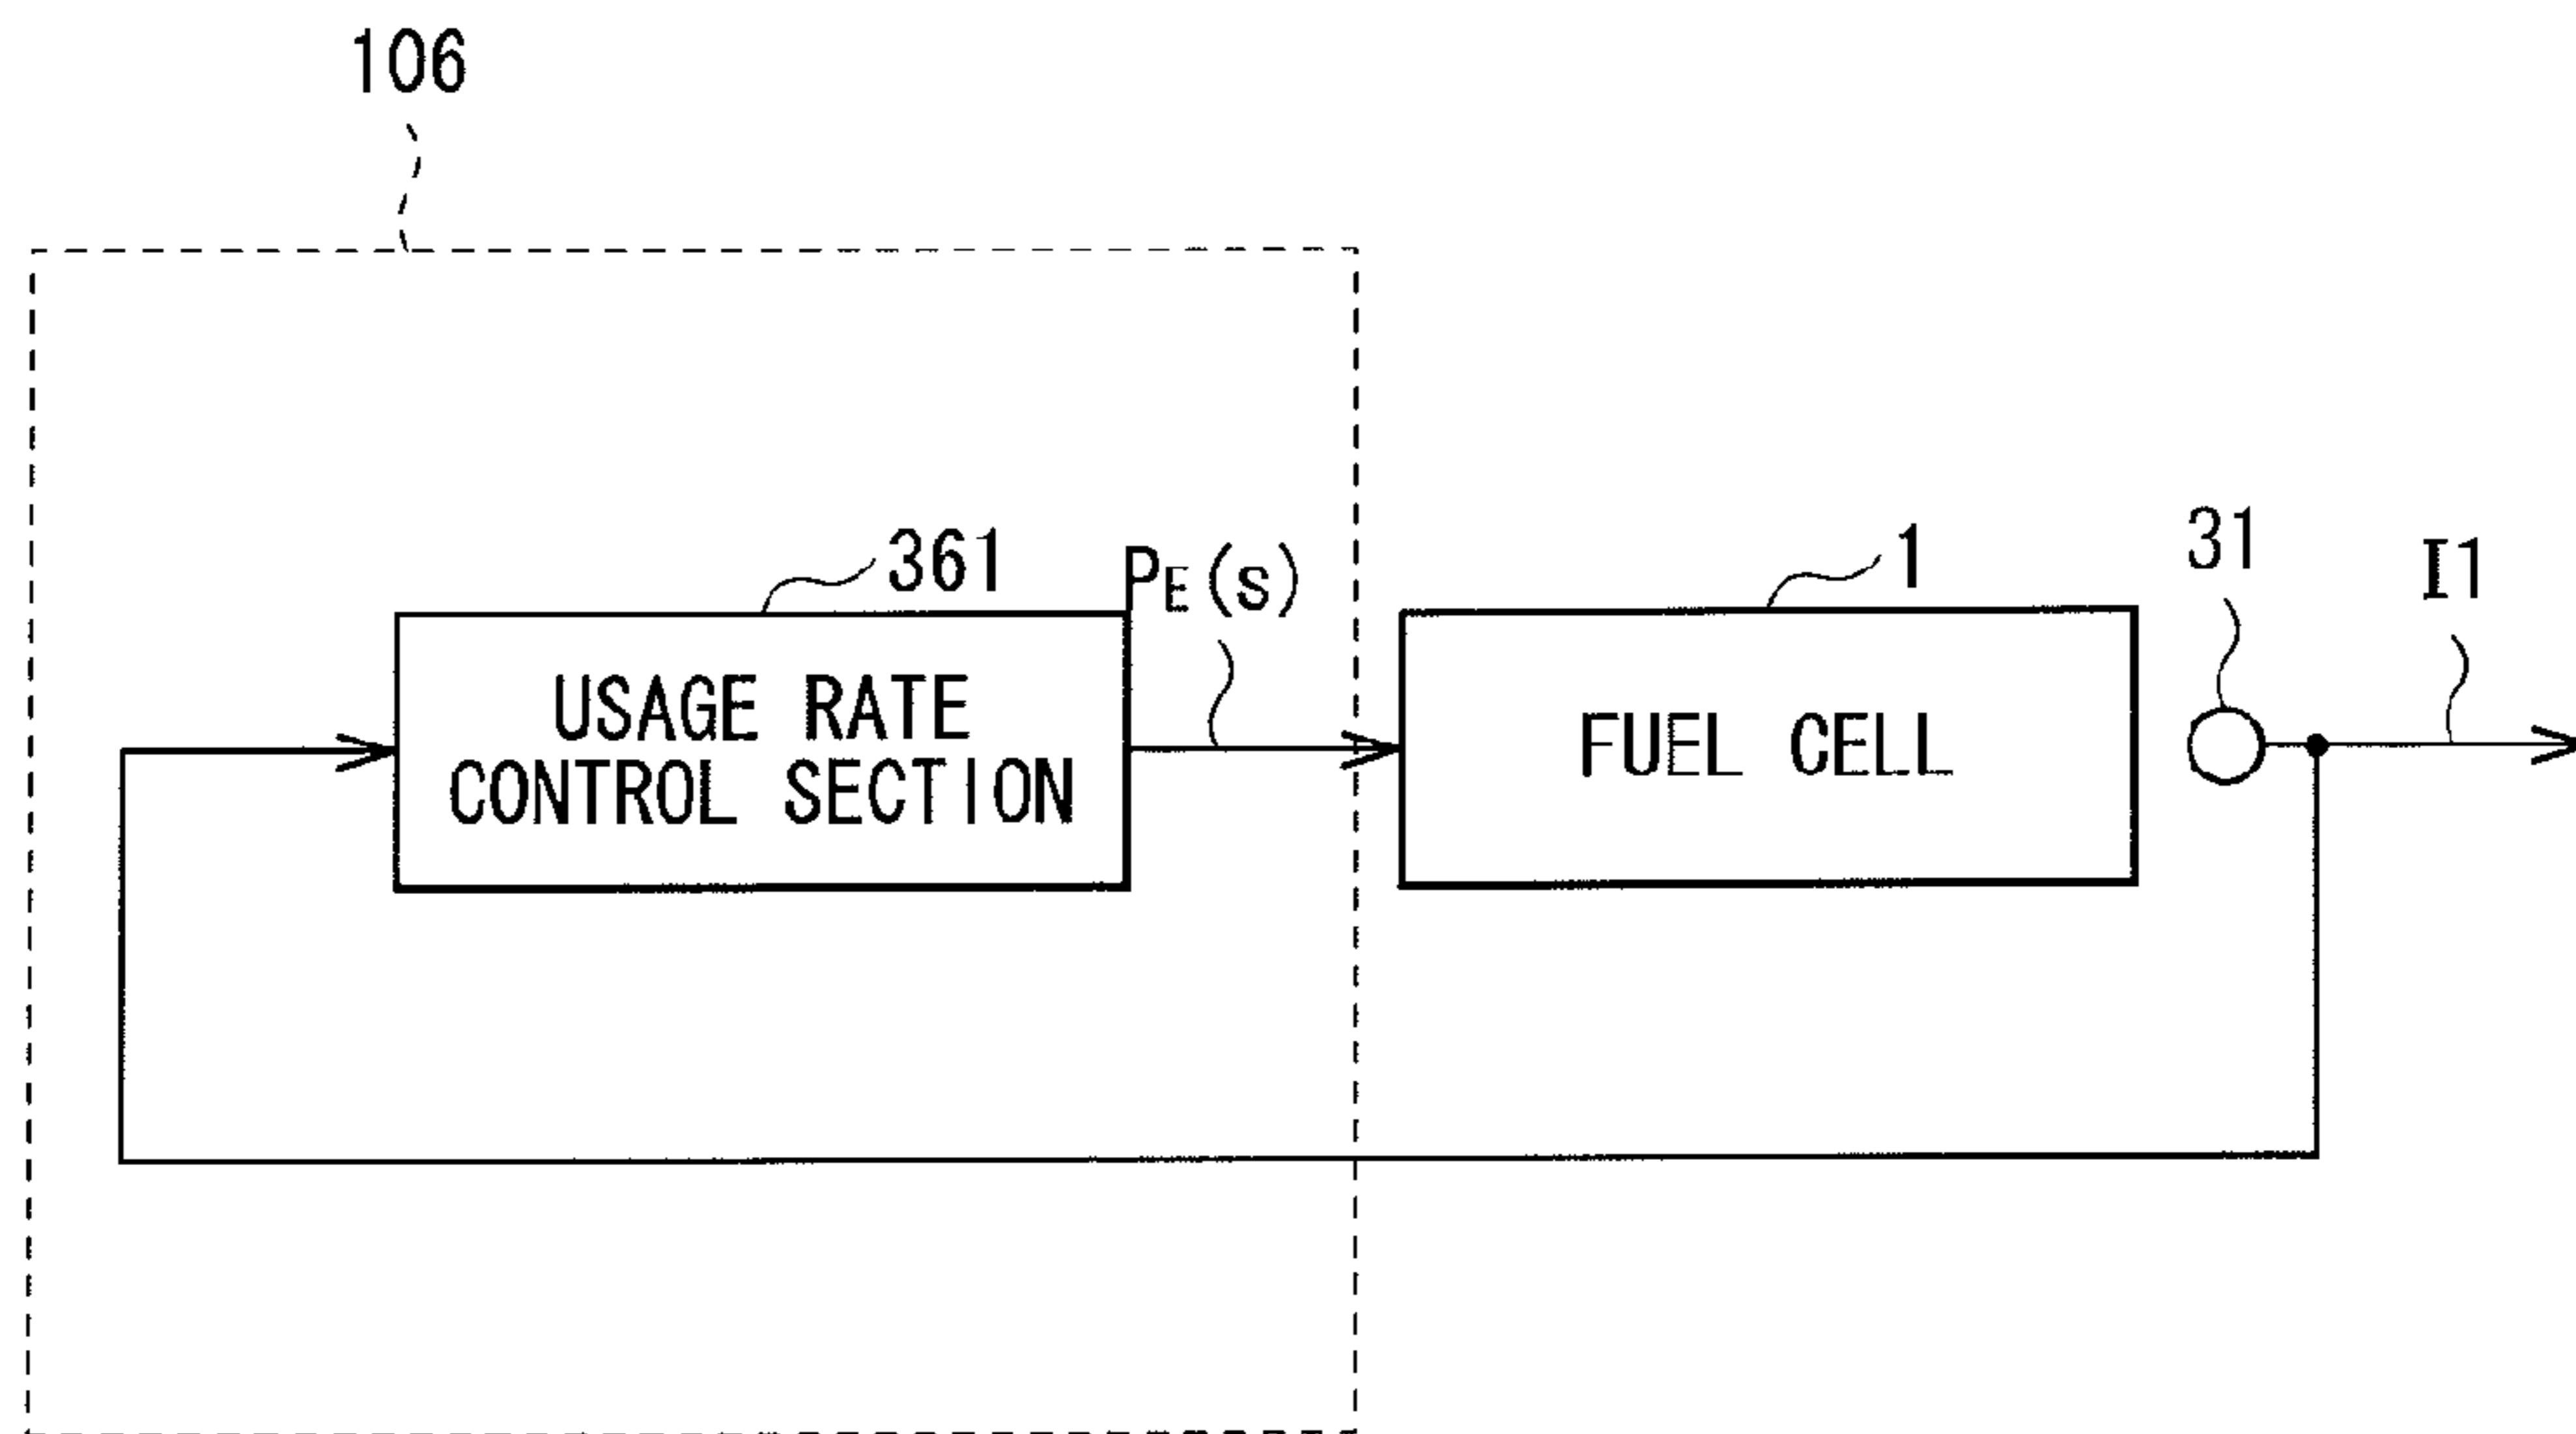 106
361
PE(s)
1
31
I1
USAGE RATE
CONTROL SECTION
FUEL CELL